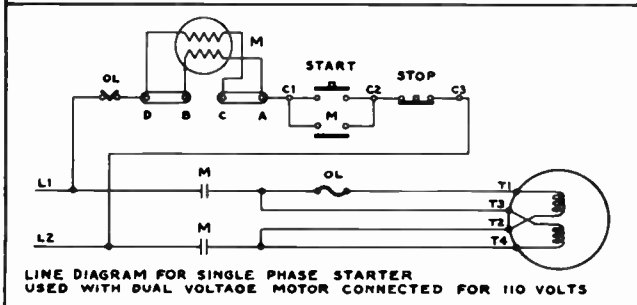 M
START
STOP
OL
D B C A C1 C2 C3
M
L1 M OL T1
T3
T2
L2 M T4
LINE DIAGRAM FOR SINGLE PHASE STARTER
USED WITH DUAL VOLTAGE MOTOR CONNECTED FOR 110 VOLTS